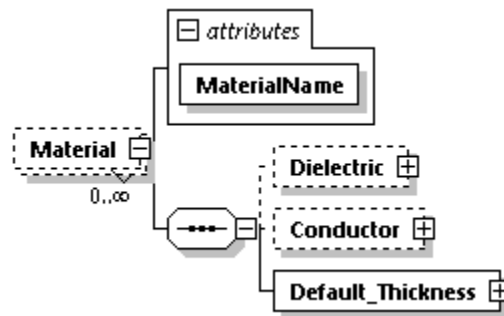 attributes
MaterialName
Material
0..∞
Dielectric
Conductor
Default_Thickness